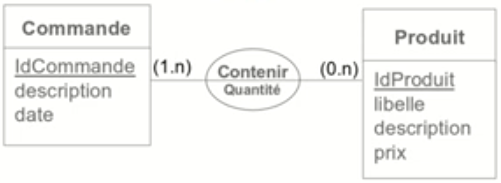 Commande
IdCommande
description
date
(1.n)
Contenir
Quantité
(0.n)
Produit
IdProduit
libelle
description
prix